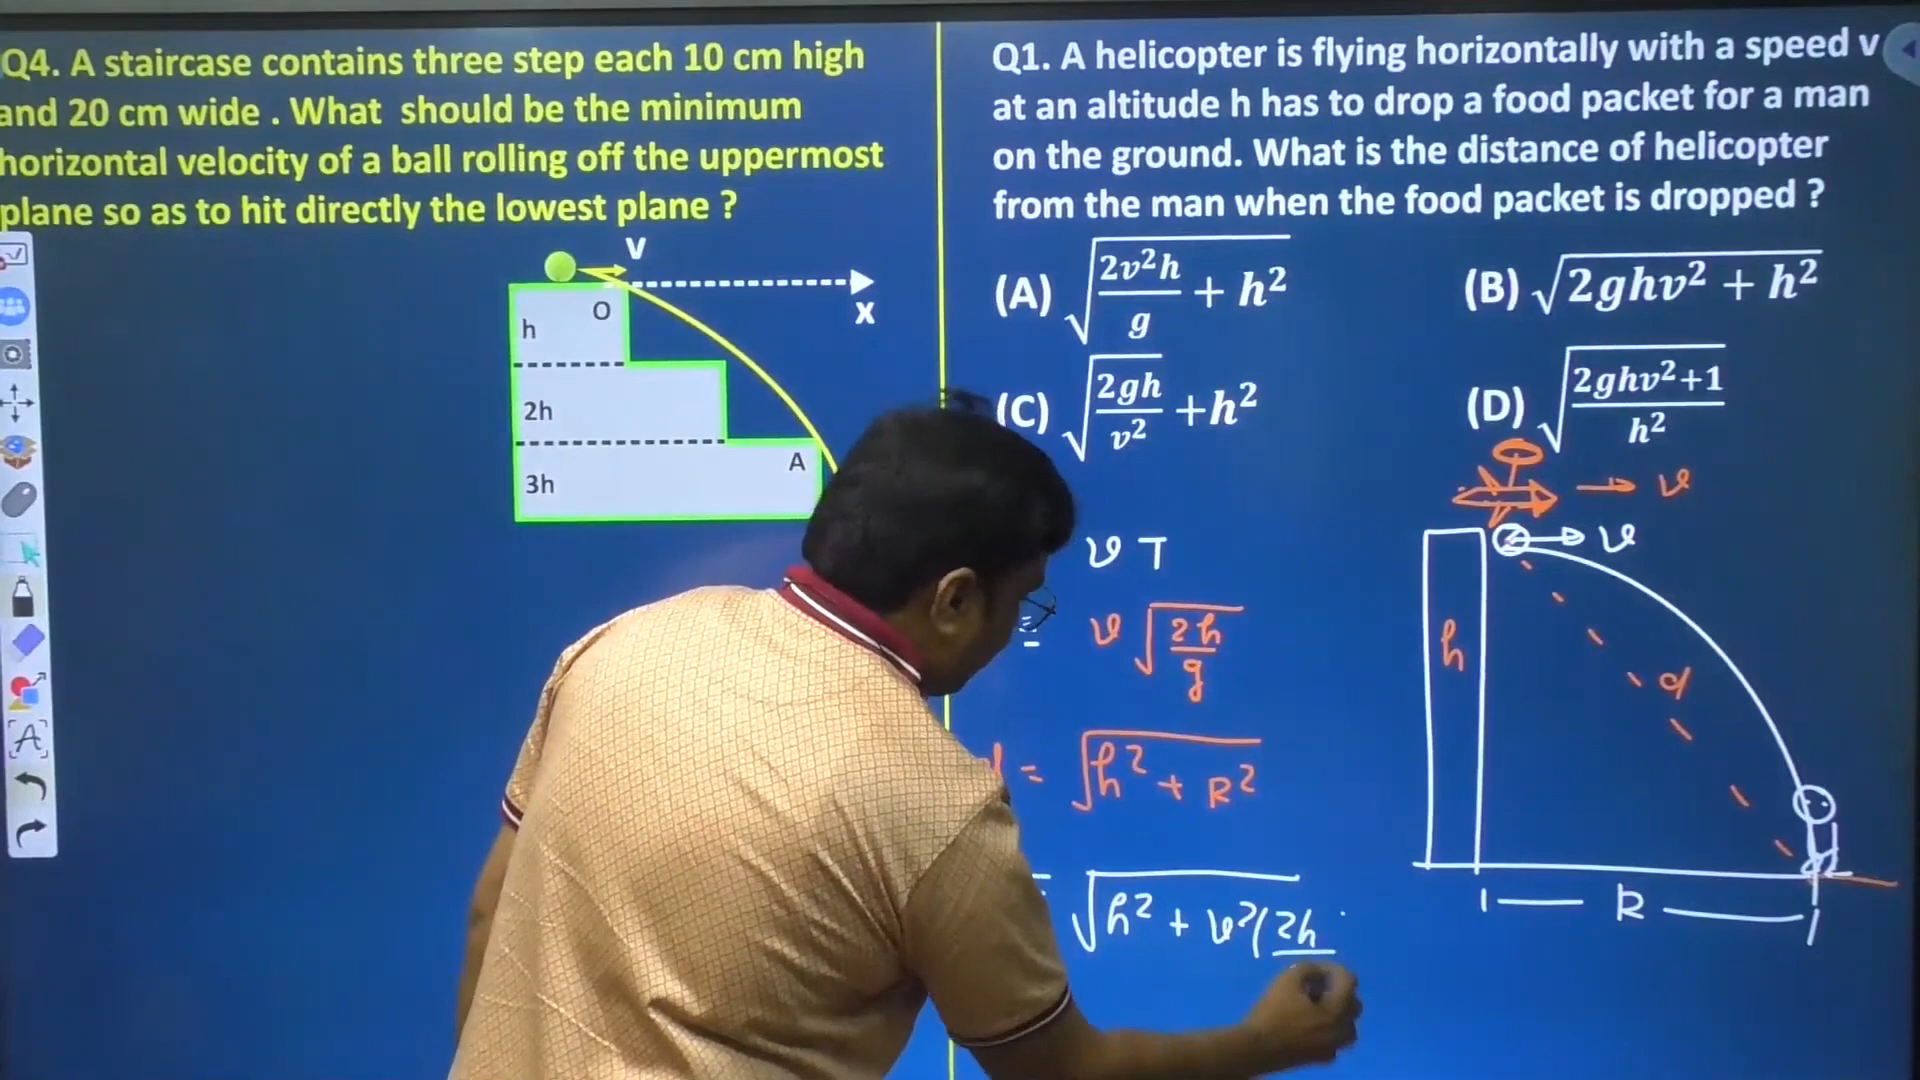 Q4. A staircase contains three step each 10 cm high
and 20 cm wide . What should be the minimum
horizontal velocity of a ball rolling off the uppermost
plane so as to hit directly the lowest plane ?
V
O
h
X
2h
A
3h
Q1. A helicopter is flying horizontally with a speed v
at an altitude h has to drop a food packet for a man
on the ground. What is the distance of helicopter
from the man when the food packet is dropped ?
(A) √(2v²h/g + h²)
(B) √(2ghv² + h²)
(C) √(2gh/v²) +h²
(D) √((2ghv²+1)/h²)
v
v
v T
= v √(2h/g)
h
d
d = √(h² + R²)
= √(h² + v²(2h
R